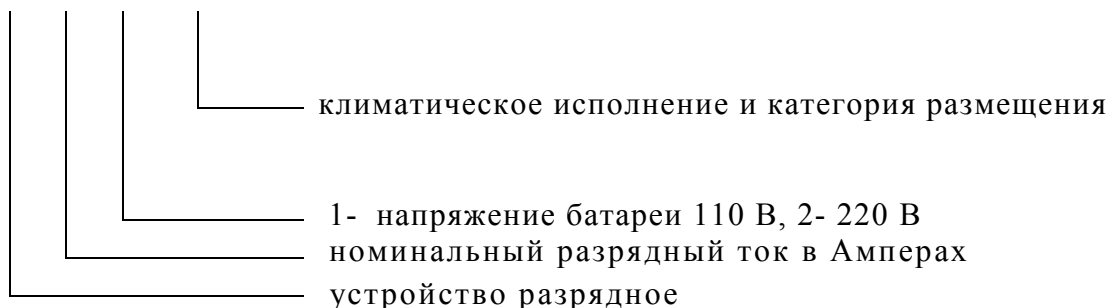 климатическое исполнение и категория размещения
1- напряжение батареи 110 В, 2- 220 В
номинальный разрядный ток в Амперах
устройство разрядное